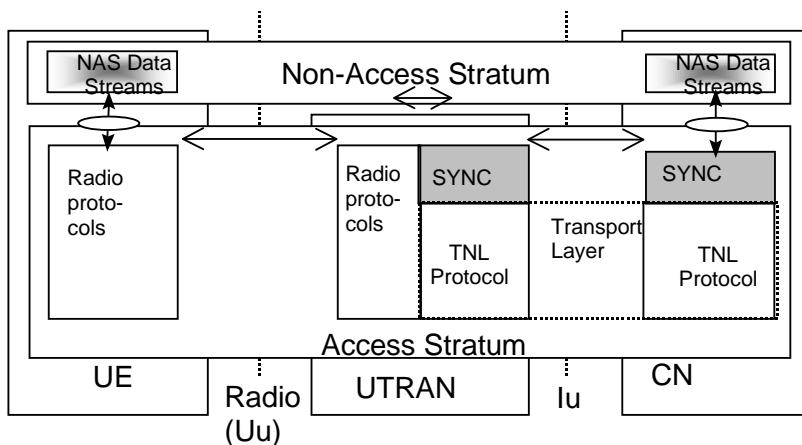 NAS Data
Streams
Non-Access Stratum
NAS Data
Streams
Radio
proto-
cols
Radio
proto-
cols
SYNC
TNL
Protocol
Transport
Layer
SYNC
TNL
Protocol
Access Stratum
UE
Radio
(Uu)
UTRAN
Iu
CN